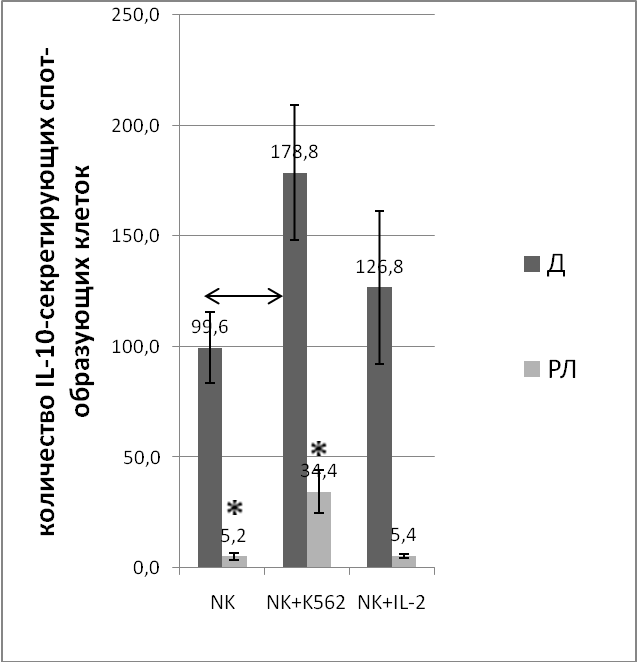 количество IL-10-секретирующих спот-
образующих клеток
250,0
200,0
150,0
100,0
50,0
0,0
99,6
178,8
126,8
5,2
34,4
5,4
*
*
NK
NK+K562
NK+IL-2
Д
РЛ